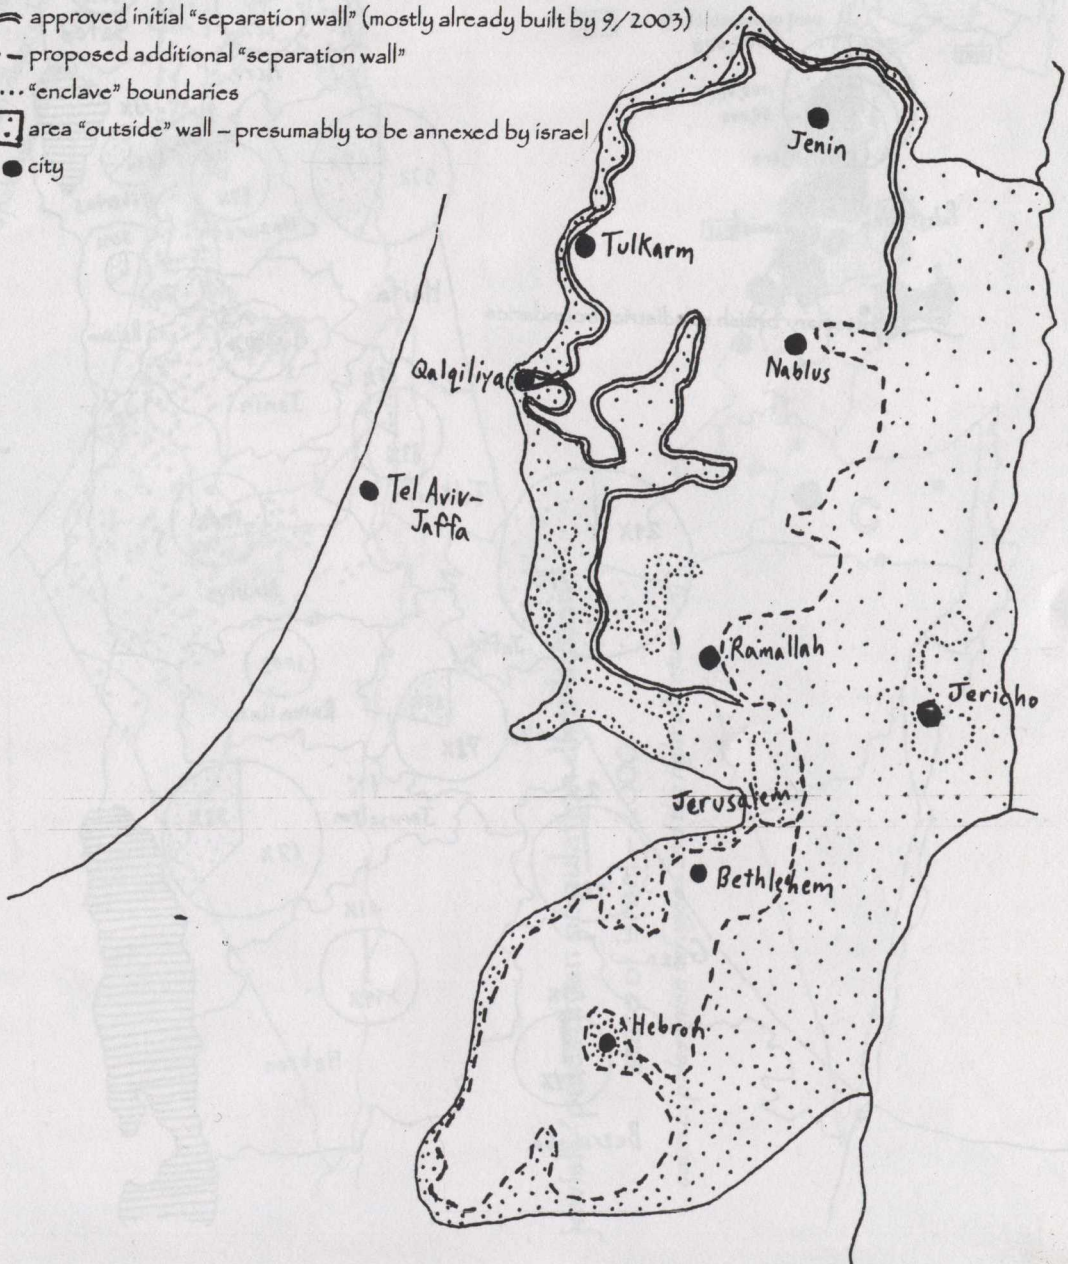 approved initial “separation wall” (mostly already built by 9/2003)
proposed additional “separation wall”
“enclave” boundaries
area “outside” wall – presumably to be annexed by israel
city
Jenin
Tulkarm
Qalqiliya
Nablus
Tel Aviv-
Jaffa
Ramallah
Jericho
Jerusalem
Bethlehem
Hebron